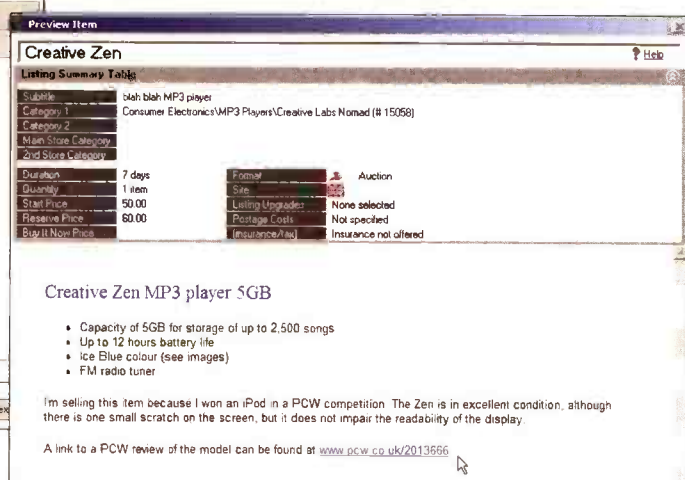 Preview Item
Creative Zen
? Help
Listing Summary Table
Subtitle blah blah MP3 player
Category 1 Consumer Electronics\MP3 Players\Creative Labs Nomad (# 15058)
Category 2
Main Store Category
2nd Store Category
Duration 7 days Format Auction
Quantity 1 item Site
Start Price 50.00 Listing Upgrades None selected
Reserve Price 60.00 Postage Costs Not specified
Buy It Now Price [insurance/tax] Insurance not offered
Creative Zen MP3 player 5GB
• Capacity of 5GB for storage of up to 2,500 songs
• Up to 12 hours battery life
• Ice Blue colour (see images)
• FM radio tuner
I'm selling this item because I won an iPod in a PCW competition. The Zen is in excellent condition, although
there is one small scratch on the screen, but it does not impair the readability of the display.
A link to a PCW review of the model can be found at www.pcw.co.uk/2013666